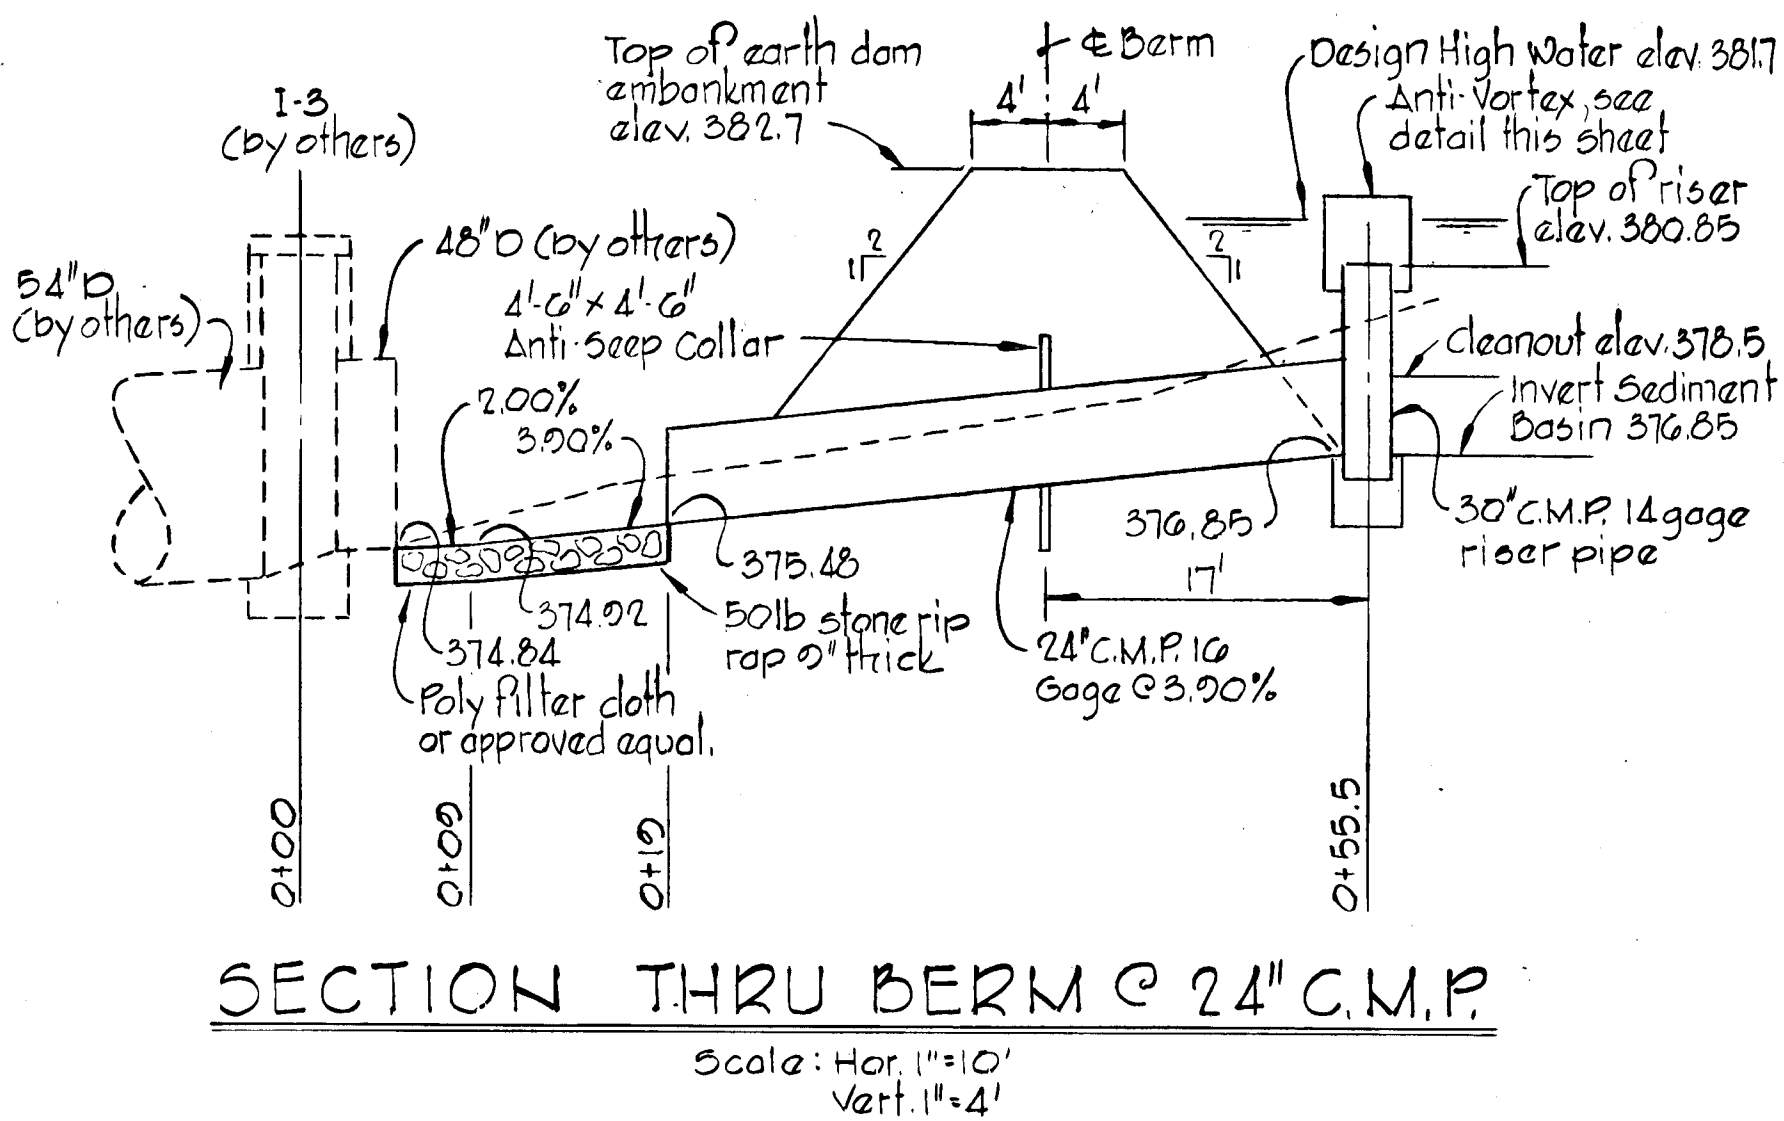 Top of earth dam
embankment
elev. 382.7
℄ Berm
4' 4'
Design High Water elev. 381.7
Anti-Vortex, see
detail this sheet
Top of riser
elev. 380.85
I-3
(by others)
48"D (by others)
54"D
(by others)
4'-6" x 4'-6"
Anti-Seep Collar
2
1
2
1
Cleanout elev. 378.5
Invert Sediment
Basin 376.85
2.00%
3.90%
376.85
30" C.M.P. 14 gage
riser pipe
375.48
374.92
374.84
50lb stone rip
rap 9" thick
17'
24" C.M.P. 16
Gage @ 3.90%
Poly filter cloth
or approved equal.
0+00
0+09
0+19
0+55.5
SECTION THRU BERM @ 24" C.M.P.
Scale: Hor. 1"=10'
Vert. 1"=4'